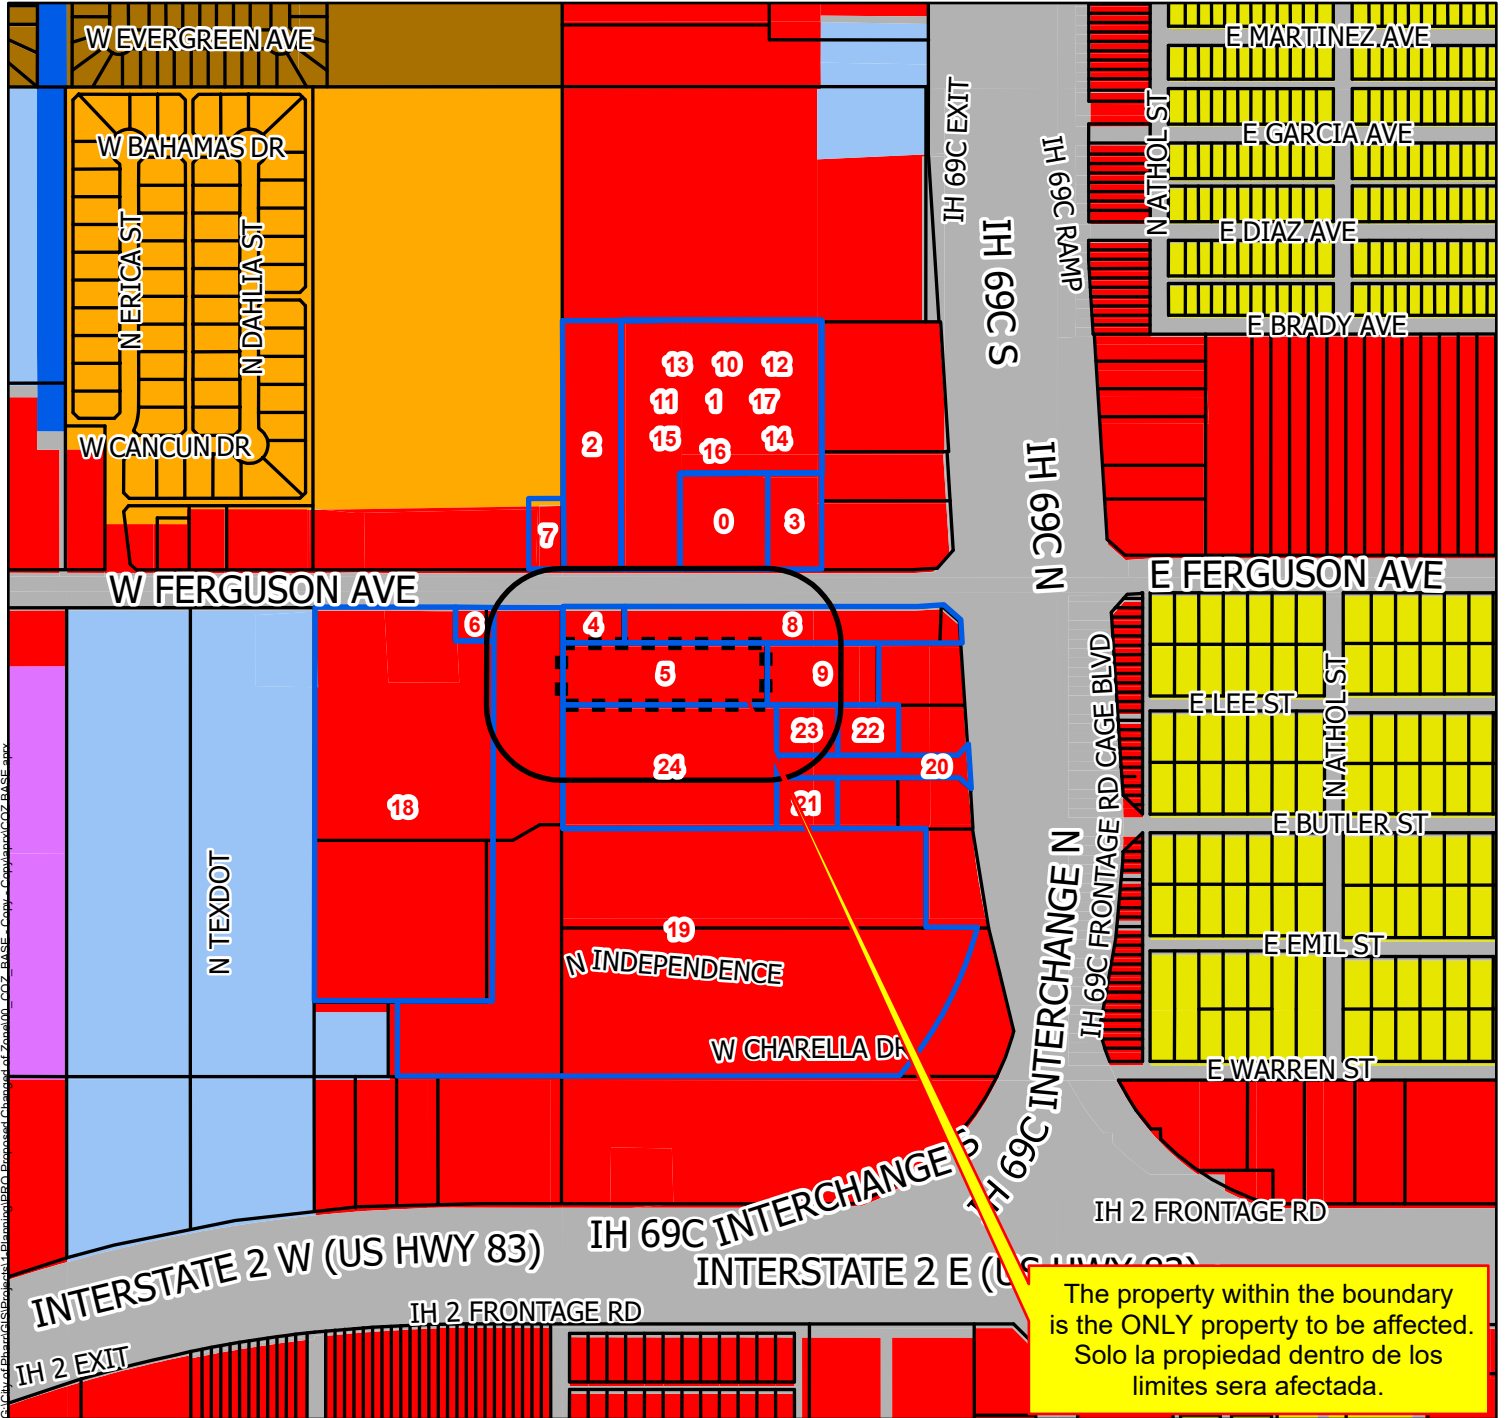 W EVERGREEN AVE
E MARTINEZ AVE
IH 69C EXIT
N ATHOL ST
E GARCIA AVE
W BAHAMAS DR
IH 69C RAMP
E DIAZ AVE
N ERICA ST
N DAHLIA ST
IH 69C S
E BRADY AVE
13 10 12
11 1 17
15 16 14
2
W CANCUN DR
IH 69C N
0 3
7
W FERGUSON AVE
E FERGUSON AVE
6 4 8
5 9
E LEE ST
N ATHOL ST
23 22
24 20
18 21
IH 69C FRONTAGE RD CAGE BLVD
E BUTLER ST
N TEXDOT
19
N INDEPENDENCE
E EMIL ST
W CHARELLA DR
E WARREN ST
IH 69C INTERCHANGE N
IH 69C INTERCHANGE S
IH 2 FRONTAGE RD
INTERSTATE 2 W (US HWY 83)
INTERSTATE 2 E (US HWY 83)
IH 2 FRONTAGE RD
IH 2 EXIT
The property within the boundary
is the ONLY property to be affected.
Solo la propiedad dentro de los
limites sera afectada.